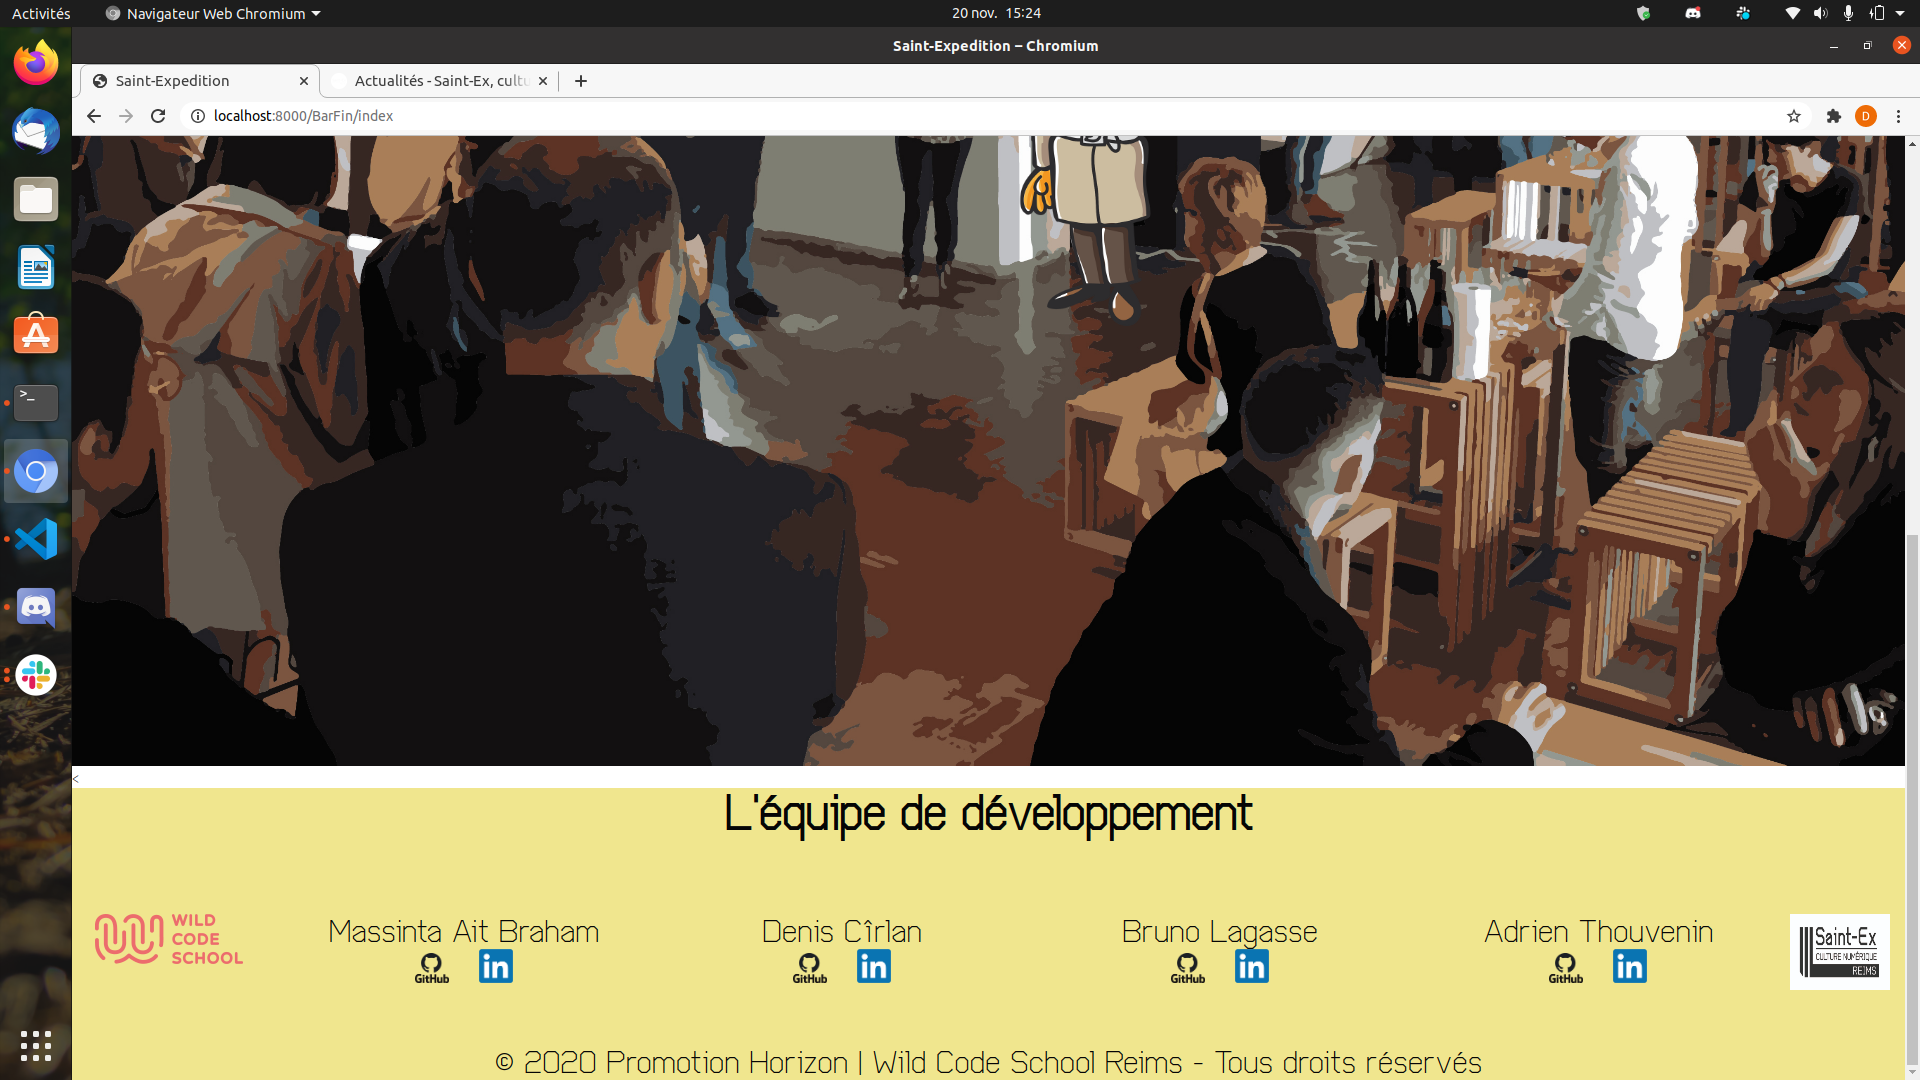 Activités
Navigateur Web Chromium
20 nov. 15:24
Saint-Expedition – Chromium
Saint-Expedition
Actualités - Saint-Ex, cultu
localhost:8000/BarFin/index
D
>_
<
L'équipe de développement
WILD
CODE
SCHOOL
Massinta Ait Braham
Denis Cîrlan
Bruno Lagasse
Adrien Thouvenin
GitHub
in
GitHub
in
GitHub
in
GitHub
in
Saint-Ex
CULTURE NUMÉRIQUE
REIMS
© 2020 Promotion Horizon | Wild Code School Reims - Tous droits réservés